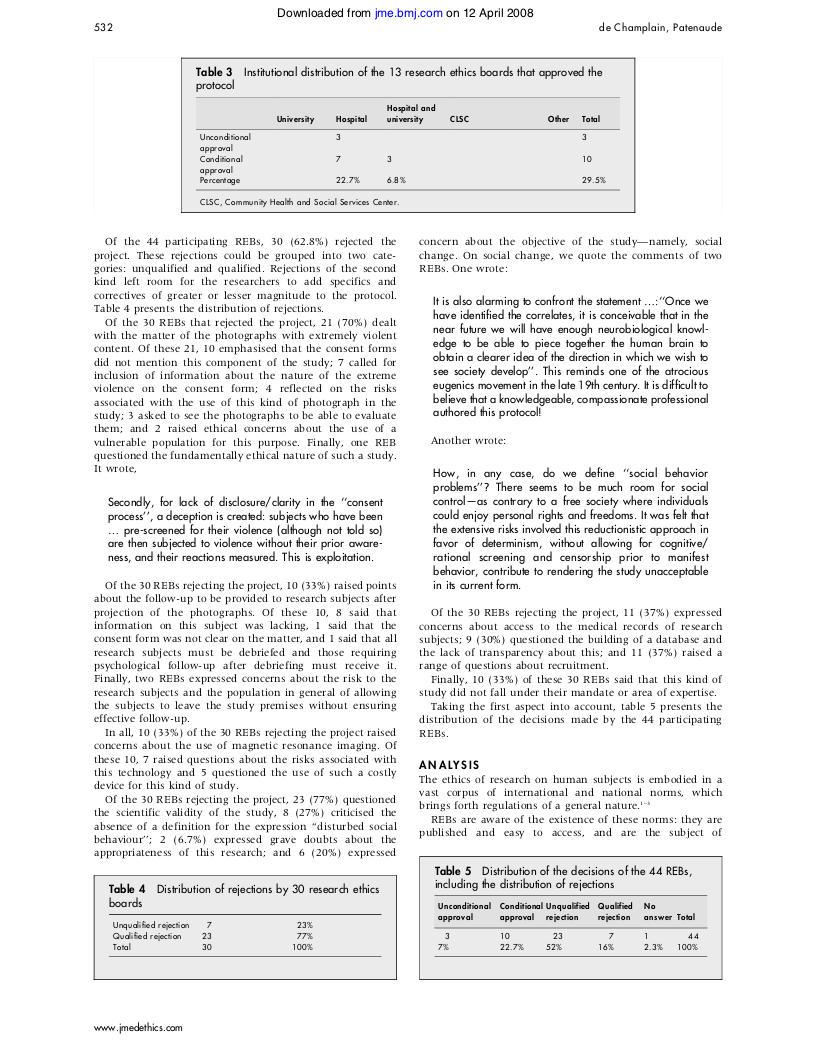 Downloaded from jme.bmj.com on 12 April 2008
532 de Champlain, Patenaude
Table 3 Institutional distribution of the 13 research ethics boards that approved the
protocol
Hospital and
University Hospital university CLSC Other Total
Unconditional 3 3
approval
Conditional 7 3 10
approval
Percentage 22.7% 6.8% 29.5%
CLSC, Community Health and Social Services Center.
Of the 44 participating REBs, 30 (62.8%) rejected the
project. These rejections could be grouped into two cate-
gories: unqualified and qualified. Rejections of the second
kind left room for the researchers to add specifics and
correctives of greater or lesser magnitude to the protocol.
Table 4 presents the distribution of rejections.
Of the 30 REBs that rejected the project, 21 (70%) dealt
with the matter of the photographs with extremely violent
content. Of these 21, 10 emphasised that the consent forms
did not mention this component of the study; 7 called for
inclusion of information about the nature of the extreme
violence on the consent form; 4 reflected on the risks
associated with the use of this kind of photograph in the
study; 3 asked to see the photographs to be able to evaluate
them; and 2 raised ethical concerns about the use of a
vulnerable population for this purpose. Finally, one REB
questioned the fundamentally ethical nature of such a study.
It wrote,
Secondly, for lack of disclosure/clarity in the ‘‘consent
process’’, a deception is created: subjects who have been
… pre-screened for their violence (although not told so)
are then subjected to violence without their prior aware-
ness, and their reactions measured. This is exploitation.
Of the 30 REBs rejecting the project, 10 (33%) raised points
about the follow-up to be provided to research subjects after
projection of the photographs. Of these 10, 8 said that
information on this subject was lacking, 1 said that the
consent form was not clear on the matter, and 1 said that all
research subjects must be debriefed and those requiring
psychological follow-up after debriefing must receive it.
Finally, two REBs expressed concerns about the risk to the
research subjects and the population in general of allowing
the subjects to leave the study premises without ensuring
effective follow-up.
In all, 10 (33%) of the 30 REBs rejecting the project raised
concerns about the use of magnetic resonance imaging. Of
these 10, 7 raised questions about the risks associated with
this technology and 5 questioned the use of such a costly
device for this kind of study.
Of the 30 REBs rejecting the project, 23 (77%) questioned
the scientific validity of the study, 8 (27%) criticised the
absence of a definition for the expression ‘‘disturbed social
behaviour’’; 2 (6.7%) expressed grave doubts about the
appropriateness of this research; and 6 (20%) expressed
Table 4 Distribution of rejections by 30 research ethics
boards
Unqualified rejection 7 23%
Qualified rejection 23 77%
Total 30 100%
concern about the objective of the study—namely, social
change. On social change, we quote the comments of two
REBs. One wrote:
It is also alarming to confront the statement …:‘‘Once we
have identified the correlates, it is conceivable that in the
near future we will have enough neurobiological knowl-
edge to be able to piece together the human brain to
obtain a clearer idea of the direction in which we wish to
see society develop’’. This reminds one of the atrocious
eugenics movement in the late 19th century. It is difficult to
believe that a knowledgeable, compassionate professional
authored this protocol!
Another wrote:
How, in any case, do we define ‘‘social behavior
problems’’? There seems to be much room for social
control—as contrary to a free society where individuals
could enjoy personal rights and freedoms. It was felt that
the extensive risks involved this reductionistic approach in
favor of determinism, without allowing for cognitive/
rational screening and censorship prior to manifest
behavior, contribute to rendering the study unacceptable
in its current form.
Of the 30 REBs rejecting the project, 11 (37%) expressed
concerns about access to the medical records of research
subjects; 9 (30%) questioned the building of a database and
the lack of transparency about this; and 11 (37%) raised a
range of questions about recruitment.
Finally, 10 (33%) of these 30 REBs said that this kind of
study did not fall under their mandate or area of expertise.
Taking the first aspect into account, table 5 presents the
distribution of the decisions made by the 44 participating
REBs.
ANALYSIS
The ethics of research on human subjects is embodied in a
vast corpus of international and national norms, which
brings forth regulations of a general nature.1–3
REBs are aware of the existence of these norms: they are
published and easy to access, and are the subject of
Table 5 Distribution of the decisions of the 44 REBs,
including the distribution of rejections
Unconditional Conditional Unqualified Qualified No
approval approval rejection rejection answer Total
3 10 23 7 1 44
7% 22.7% 52% 16% 2.3% 100%
www.jmedethics.com